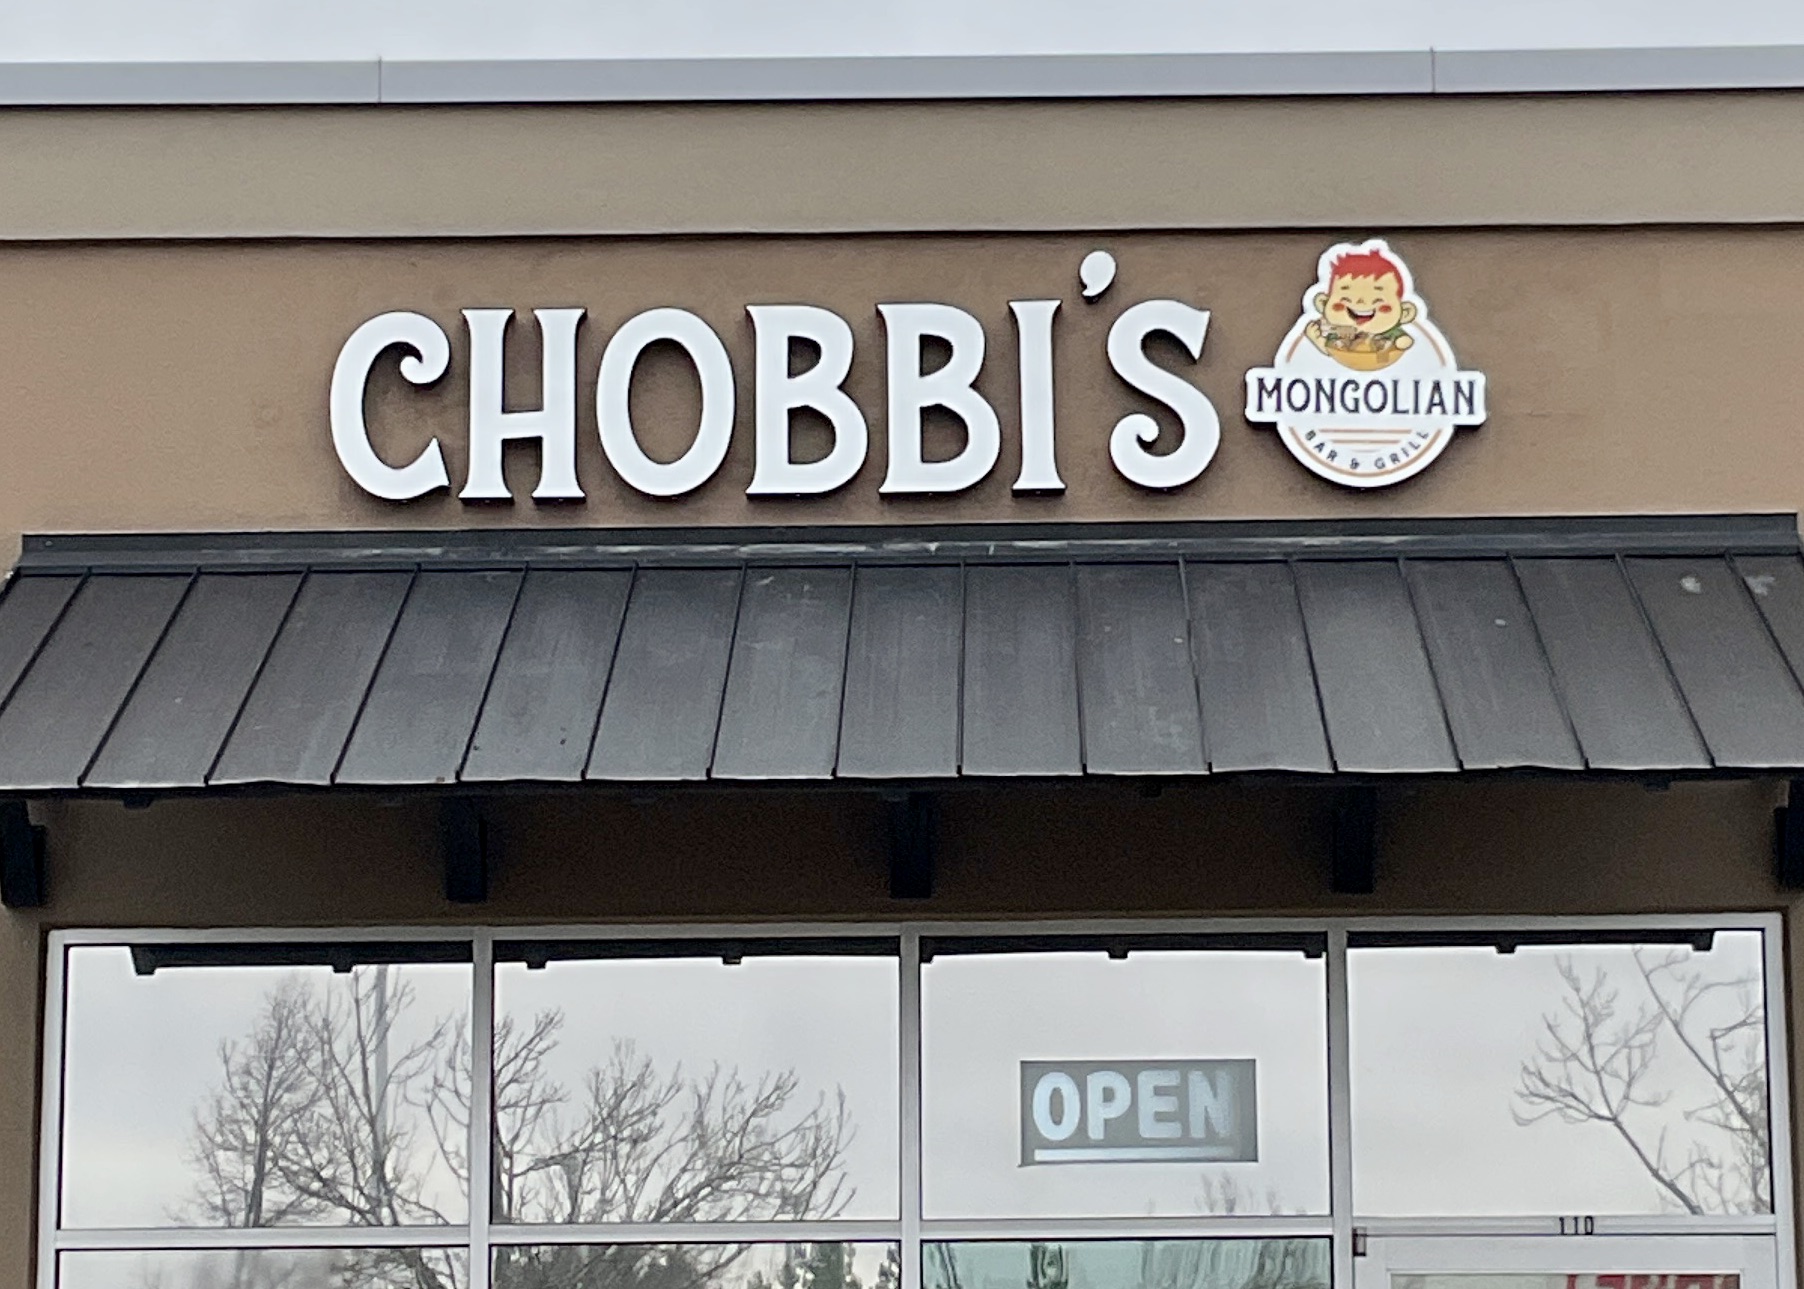 CHOBBI'S
MONGOLIAN
BAR & GRILL
OPEN
110